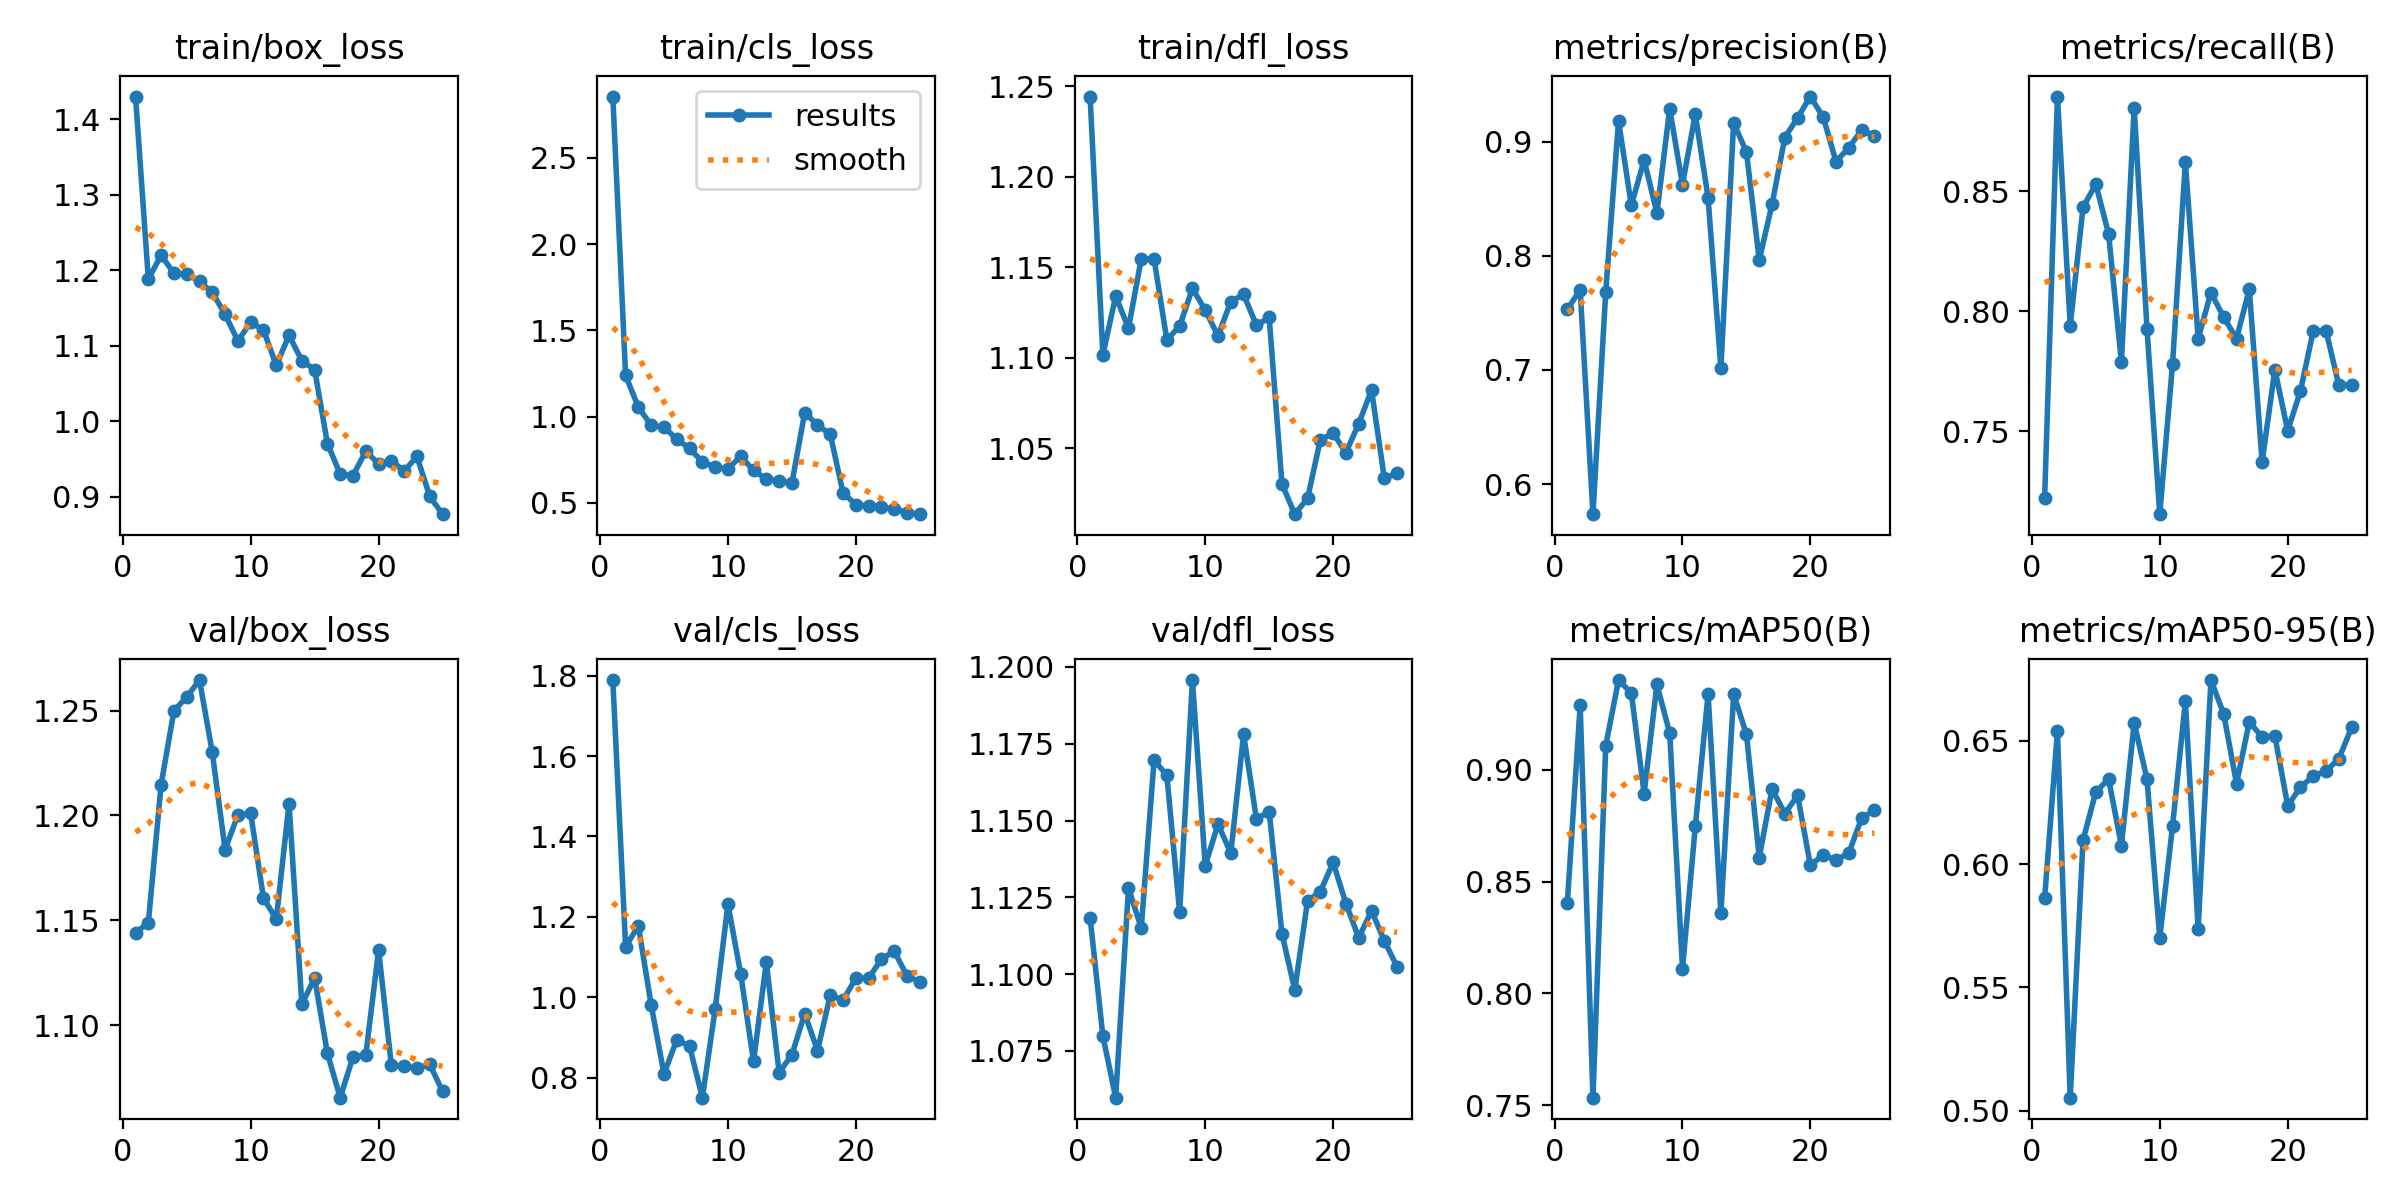 train/box_loss
train/cls_loss
train/dfl_loss
metrics/precision(B)
metrics/recall(B)
1.4
1.3
1.2
1.1
1.0
0.9
0 10 20
results
smooth
2.5
2.0
1.5
1.0
0.5
0 10 20
1.25
1.20
1.15
1.10
1.05
0 10 20
0.9
0.8
0.7
0.6
0 10 20
0.85
0.80
0.75
0 10 20
val/box_loss
val/cls_loss
val/dfl_loss
metrics/mAP50(B)
metrics/mAP50-95(B)
1.25
1.20
1.15
1.10
0 10 20
1.8
1.6
1.4
1.2
1.0
0.8
0 10 20
1.200
1.175
1.150
1.125
1.100
1.075
0 10 20
0.90
0.85
0.80
0.75
0 10 20
0.65
0.60
0.55
0.50
0 10 20